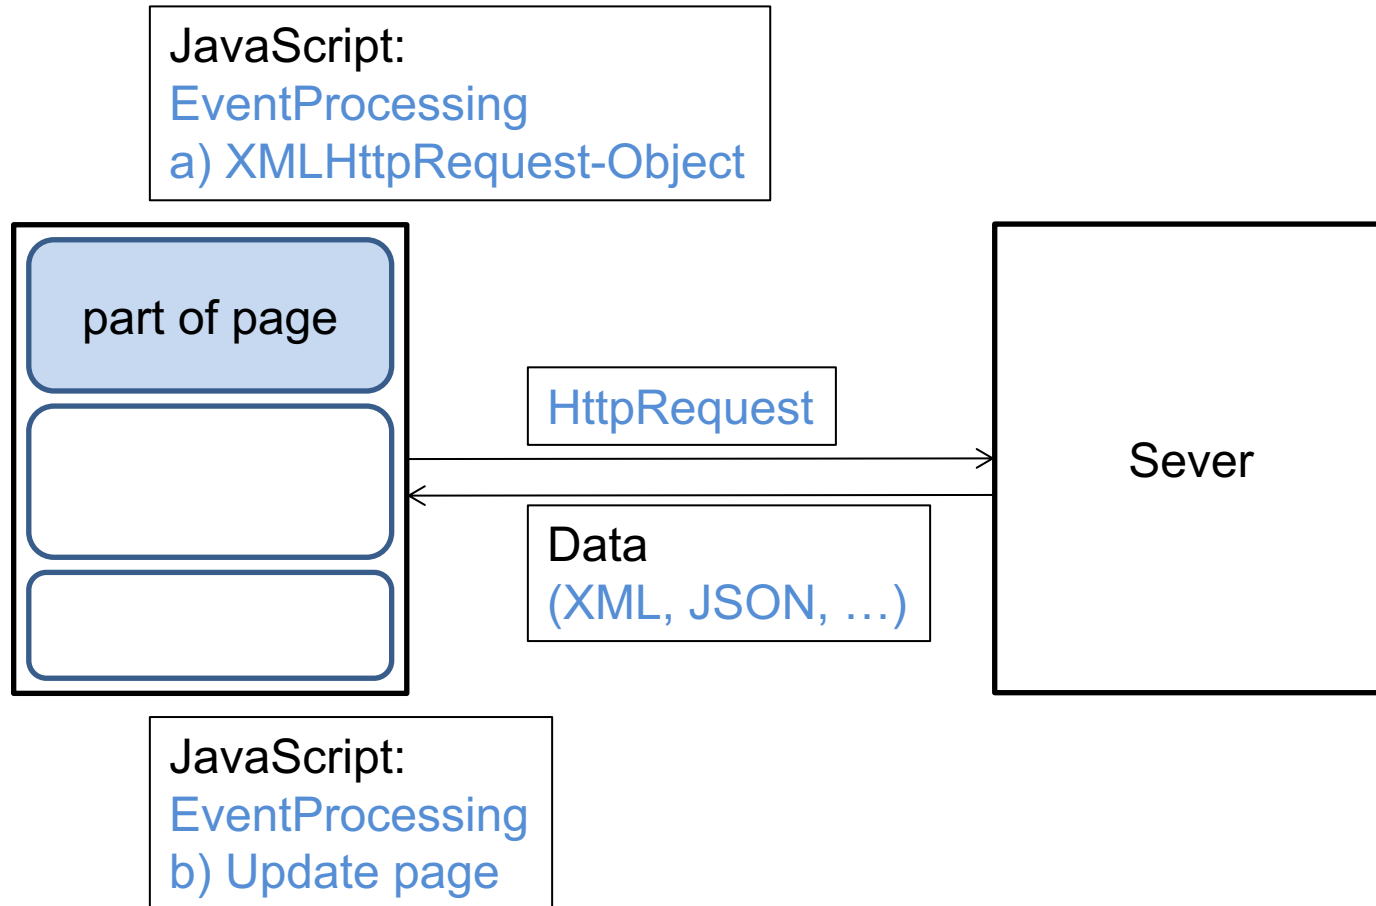 JavaScript:
EventProcessing
a) XMLHttpRequest-Object
part of page
HttpRequest
Sever
Data
(XML, JSON, …)
JavaScript:
EventProcessing
b) Update page